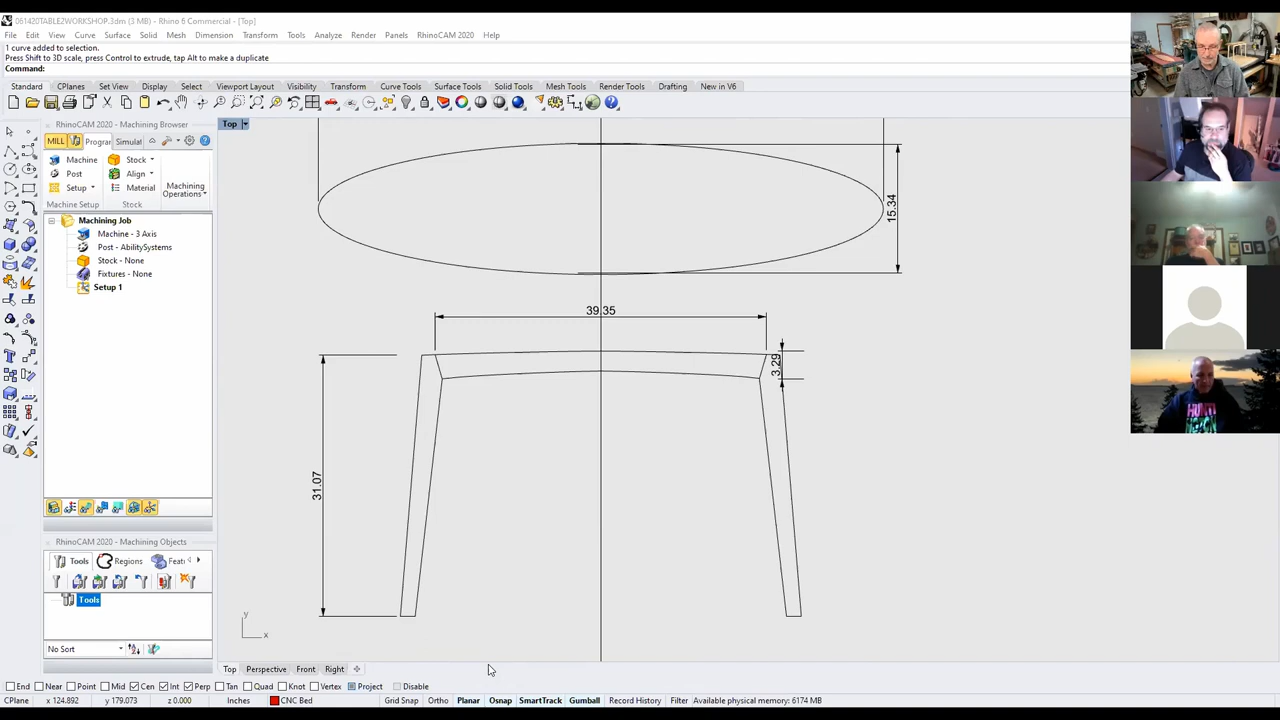 061420TABLE2WORKSHOP.3dm (3 MB) - Rhino 6 Commercial - [Top]
File Edit View Curve Surface Solid Mesh Dimension Transform Tools Analyze Render Panels RhinoCAM 2020 Help
1 curve added to selection.
Press Shift to 3D scale, press Control to extrude, tap Alt to make a duplicate
Command:
Standard CPlanes Set View Display Select Viewport Layout Visibility Transform Curve Tools Surface Tools Solid Tools Mesh Tools Render Tools Drafting New in V6
RhinoCAM 2020 - Machining Browser
Top
MILL Progra Simulat
Machine Stock
Post Align
Setup Material
Machining Operations
Machine Setup Stock
Machining Job
Machine - 3 Axis
Post - AbilitySystems
Stock - None
Fixtures - None
Setup 1
15.34
39.35
3.29
31.07
RhinoCAM 2020 - Machining Objects
Tools Regions Featu
Tools
No Sort
y
x
Top Perspective Front Right
End Near Point Mid Cen Int Perp Tan Quad Knot Vertex Project Disable
CPlane x 124.892 y 179.073 z 0.000 Inches CNC Bed Grid Snap Ortho Planar Osnap SmartTrack Gumball Record History Filter Available physical memory: 6174 MB